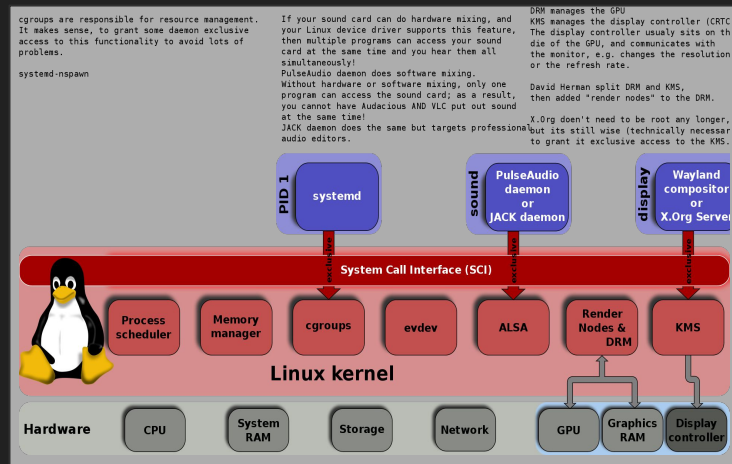 cgroups are responsible for resource management.
It makes sense, to grant some daemon exclusive
access to this functionality to avoid lots of
problems.
systemd-nspawn
If your sound card can do hardware mixing, and
your Linux device driver supports this feature,
then multiple programs can access your sound
card at the same time and you hear them all
simultaneously!
PulseAudio daemon does software mixing.
Without hardware or software mixing, only one
program can access the sound card; as a result,
you cannot have Audacious AND VLC put out sound
at the same time!
JACK daemon does the same but targets professional
audio editors.
DRM manages the GPU
KMS manages the display controller (CRTC
The display controller usualy sits on th
die of the GPU, and communicates with
the monitor, e.g. changes the resolution
or the refresh rate.
David Herman split DRM and KMS,
then added "render nodes" to the DRM.
X.Org doen't need to be root any longer,
but its still wise (technically necessar
to grant it exclusive access to the KMS.
PID 1
systemd
sound
PulseAudio
daemon
or
JACK daemon
display
Wayland
compositor
or
X.Org Server
exclusive
exclusive
exclusive
System Call Interface (SCI)
Process
scheduler
Memory
manager
cgroups
evdev
ALSA
Render
Nodes &
DRM
KMS
Linux kernel
Hardware
CPU
System
RAM
Storage
Network
GPU
Graphics
RAM
Display
controller